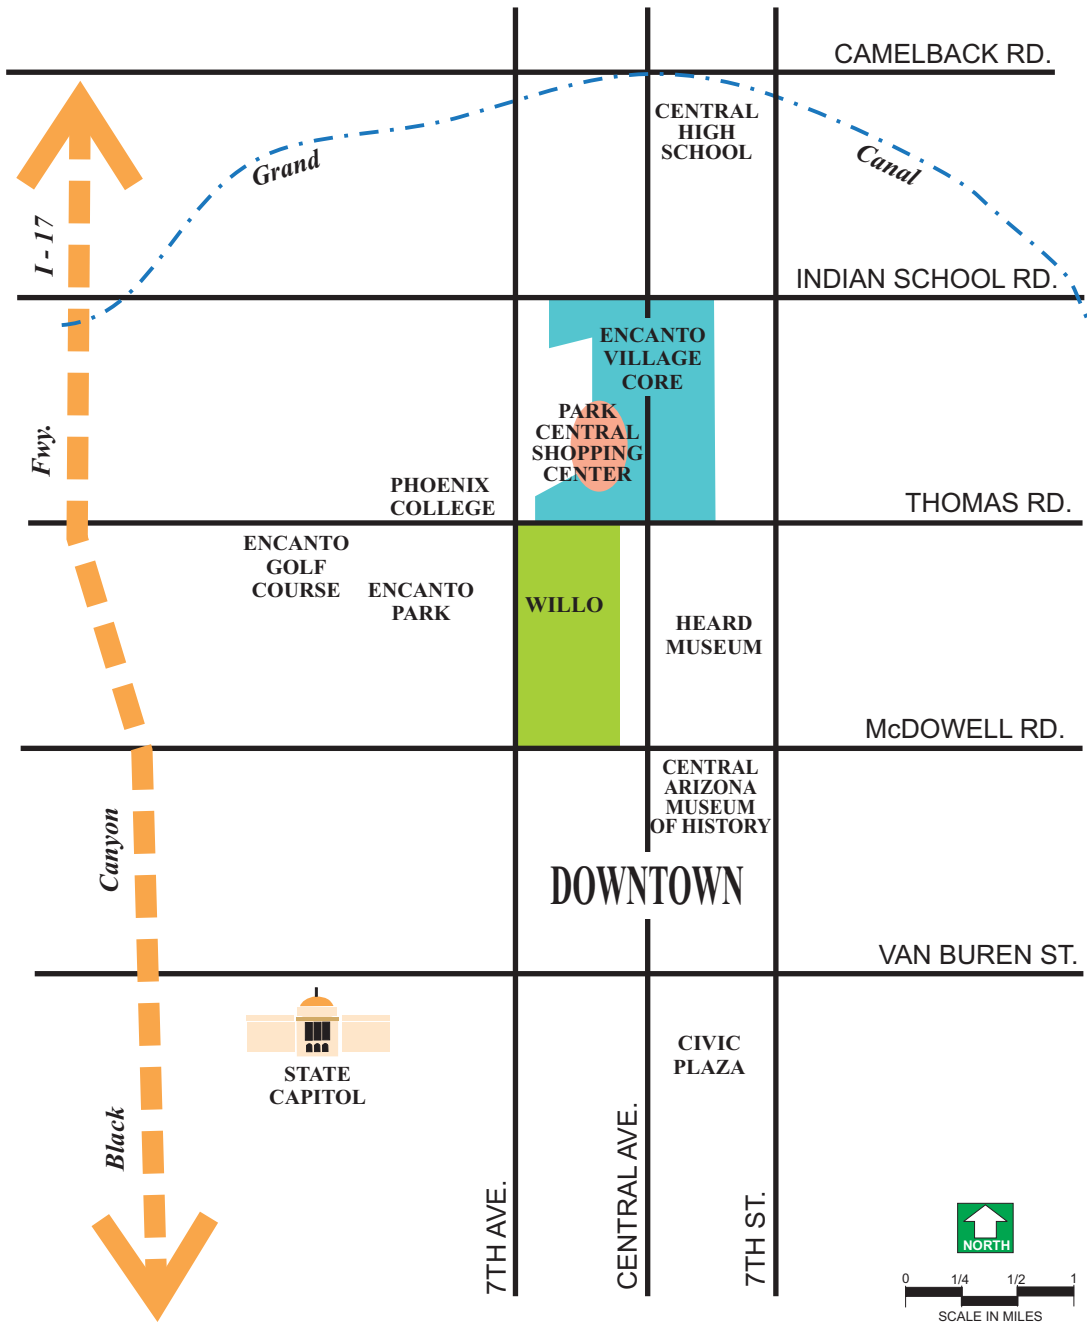 CAMELBACK RD.
CENTRAL
HIGH
SCHOOL
Grand
Canal
I - 17
INDIAN SCHOOL RD.
ENCANTO
VILLAGE
CORE
PARK
CENTRAL
SHOPPING
CENTER
Fwy.
PHOENIX
COLLEGE
THOMAS RD.
ENCANTO
GOLF
COURSE
ENCANTO
PARK
WILLO
HEARD
MUSEUM
McDOWELL RD.
CENTRAL
ARIZONA
MUSEUM
OF HISTORY
Canyon
DOWNTOWN
VAN BUREN ST.
STATE
CAPITOL
CIVIC
PLAZA
Black
7TH AVE.
CENTRAL AVE.
7TH ST.
NORTH
0 1/4 1/2 1
SCALE IN MILES